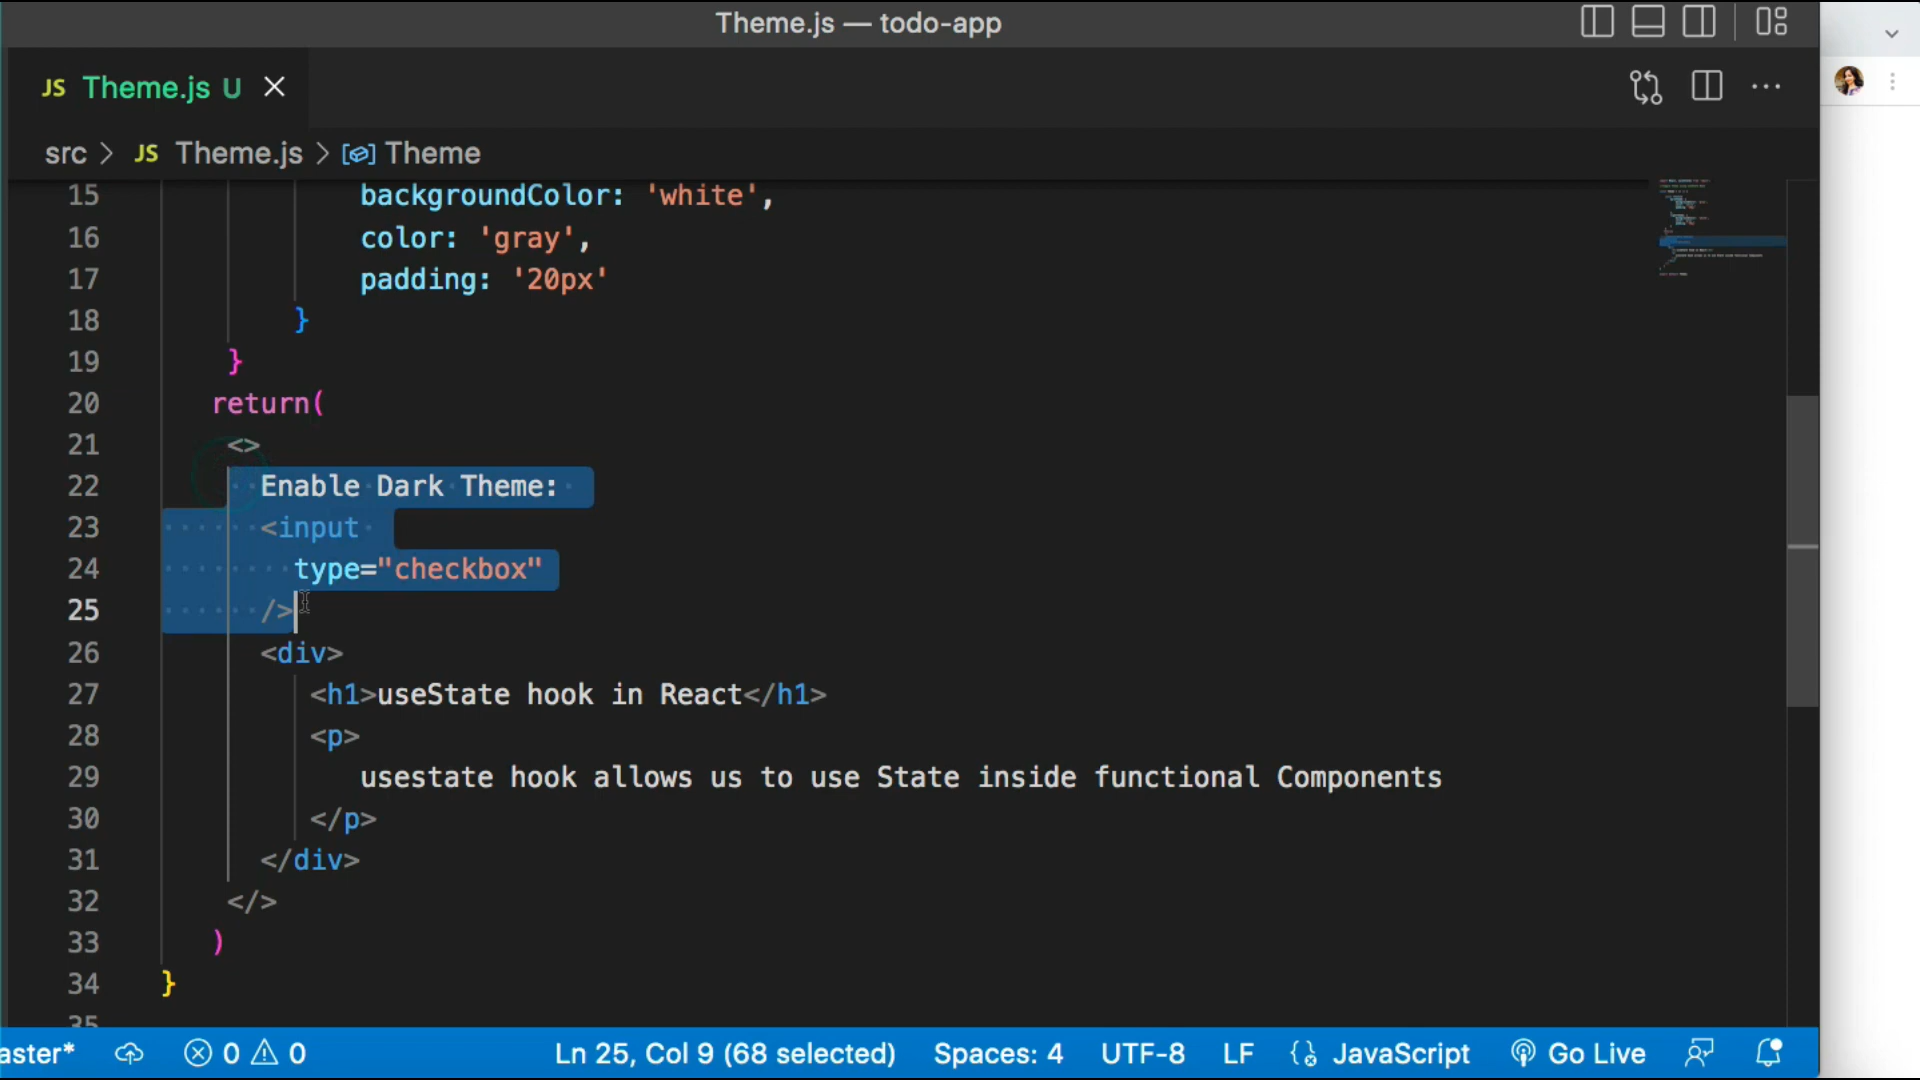 Theme.js — todo-app
JS Theme.js U
src > JS Theme.js > Theme
15 backgroundColor: 'white',
16 color: 'gray',
17 padding: '20px'
18 }
19 }
20 return(
21 <>
22 Enable Dark Theme:
23 <input
24 type="checkbox"
25 />
26 <div>
27 <h1>useState hook in React</h1>
28 <p>
29 usestate hook allows us to use State inside functional Components
30 </p>
31 </div>
32 </>
33 )
34 }
35
aster* 0 0 Ln 25, Col 9 (68 selected) Spaces: 4 UTF-8 LF JavaScript Go Live